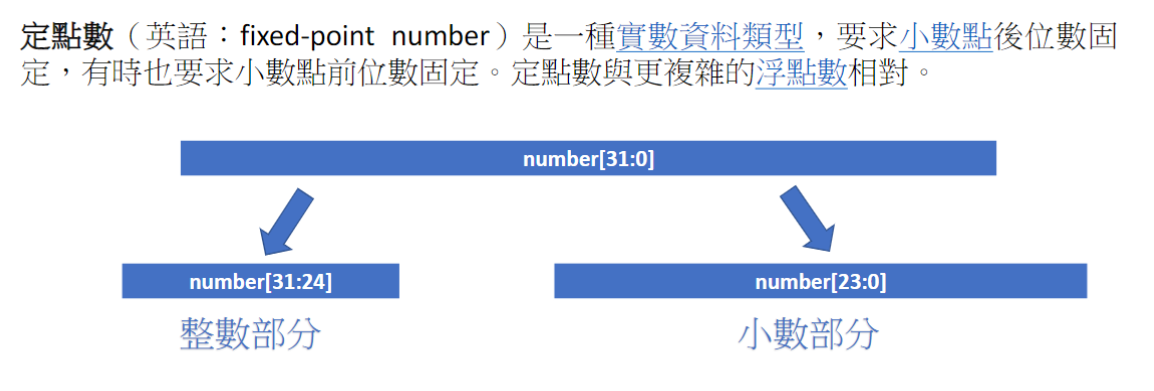 定點數（英語：fixed-point number）是一種實數資料類型，要求小數點後位數固
定，有時也要求小數點前位數固定。定點數與更複雜的浮點數相對。
number[31:0]
number[31:24]
number[23:0]
整數部分
小數部分